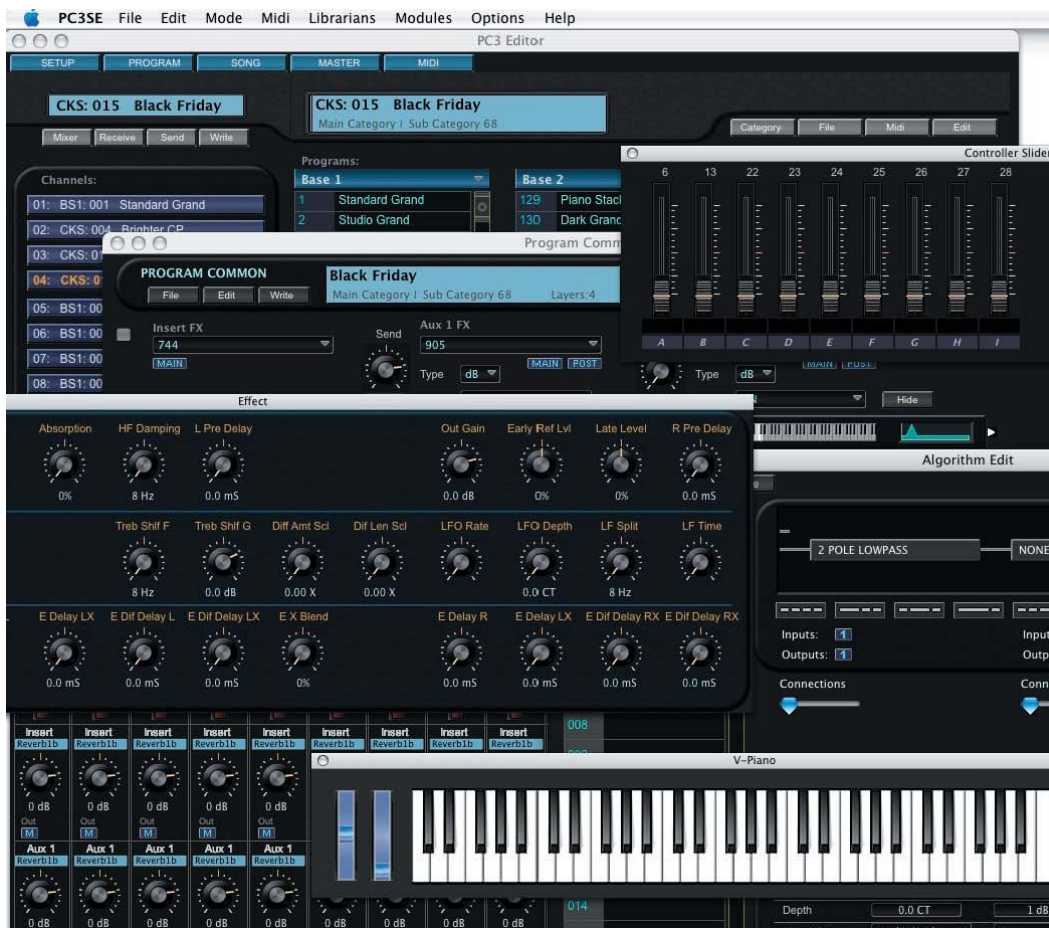 PC3SE File Edit Mode Midi Librarians Modules Options Help
PC3 Editor
SETUP PROGRAM SONG MASTER MIDI
CKS: 015 Black Friday
CKS: 015 Black Friday
Main Category | Sub Category 68
Mixer Receive Send Write
Category File Midi Edit
Controller Slider
6 13 22 23 24 25 26 27 28
A B C D E F G H I
Programs:
Base 1
Base 2
1 Standard Grand
2 Studio Grand
129 Piano Stac
130 Dark Grand
Channels:
01: BS1: 001 Standard Grand
02: CKS: 004 Brighter CP
03: CKS: 0
04: CKS: 0
05: BS1: 00
06: BS1: 00
07: BS1: 00
08: BS1: 00
Program Comm
PROGRAM COMMON
File Edit Write
Black Friday
Main Category | Sub Category 68 Layers:4
Insert FX
744
MAIN
Send
Aux 1 FX
905
Type dB
MAIN POST
Type dB
MAIN POST
Hide
Effect
Absorption HF Damping L Pre Delay Out Gain Early Ref Lvl Late Level R Pre Delay
0% 8 Hz 0.0 mS 0.0 dB 0% 0% 0.0 mS
Treb Shlf F Treb Shlf G Diff Amt Scl Dif Len Scl LFO Rate LFO Depth LF Split LF Time
8 Hz 0.0 dB 0.00 X 0.00 X 0.0 CT 8 Hz
E Delay LX E Dif Delay L E Dif Delay LX E X Blend E Delay R E Delay LX E Dif Delay RX E Dif Delay RX
0.0 mS 0.0 mS 0.0 mS 0% 0.0 mS 0.0 mS 0.0 mS 0.0 mS
Algorithm Edit
2 POLE LOWPASS
NONE
Inputs: 1
Outputs: 1
Input
Outp
Connections
Conn
Insert Insert Insert Insert Insert Insert Insert Insert Insert
Reverb1b Reverb1b Reverb1b Reverb1b Reverb1b Reverb1b Reverb1b Reverb1b Reverb1b
0 dB 0 dB 0 dB 0 dB 0 dB
Out Out Out Out Out
M M M M M
Aux 1 Aux 1 Aux 1 Aux 1 Aux 1
Reverb1b Reverb1b Reverb1b Reverb1b Reverb1b
0 dB 0 dB 0 dB 0 dB 0 dB 0 dB 0 dB 0 dB 0 dB
008
V-Piano
014
Depth 0.0 CT 1 dB